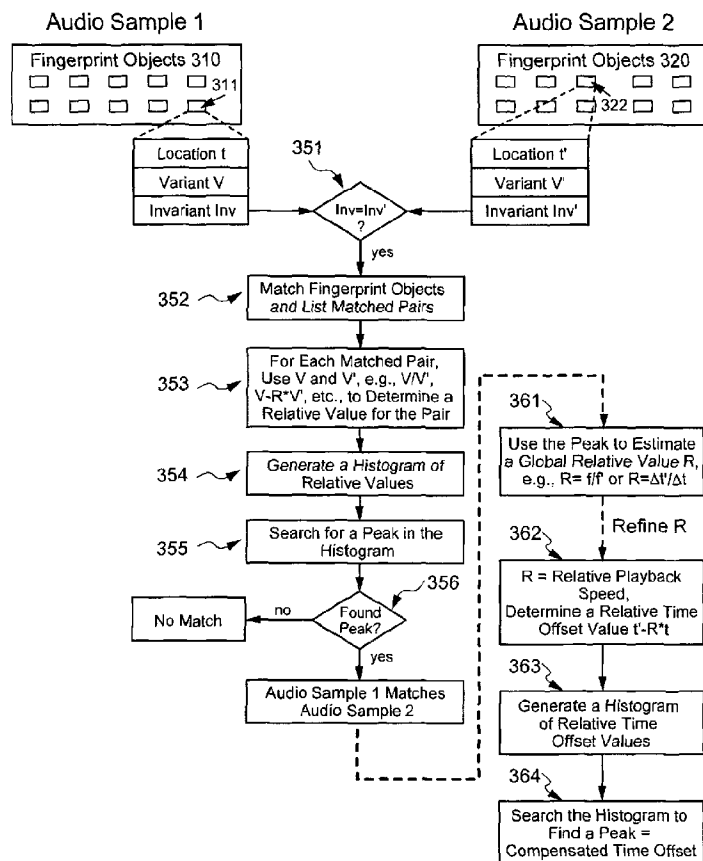 Audio Sample 1
Fingerprint Objects 310
311
Location t
Variant V
Invariant Inv
Audio Sample 2
Fingerprint Objects 320
322
Location t'
Variant V'
Invariant Inv'
351
Inv=Inv'
?
yes
352
Match Fingerprint Objects
and List Matched Pairs
353
For Each Matched Pair,
Use V and V', e.g., V/V',
V-R*V', etc., to Determine a
Relative Value for the Pair
354
Generate a Histogram of
Relative Values
355
Search for a Peak in the
Histogram
356
Found
Peak?
no
No Match
yes
Audio Sample 1 Matches
Audio Sample 2
361
Use the Peak to Estimate
a Global Relative Value R,
e.g., R= f/f' or R=Δt'/Δt
Refine R
362
R = Relative Playback
Speed,
Determine a Relative Time
Offset Value t'-R*t
363
Generate a Histogram
of Relative Time
Offset Values
364
Search the Histogram to
Find a Peak =
Compensated Time Offset